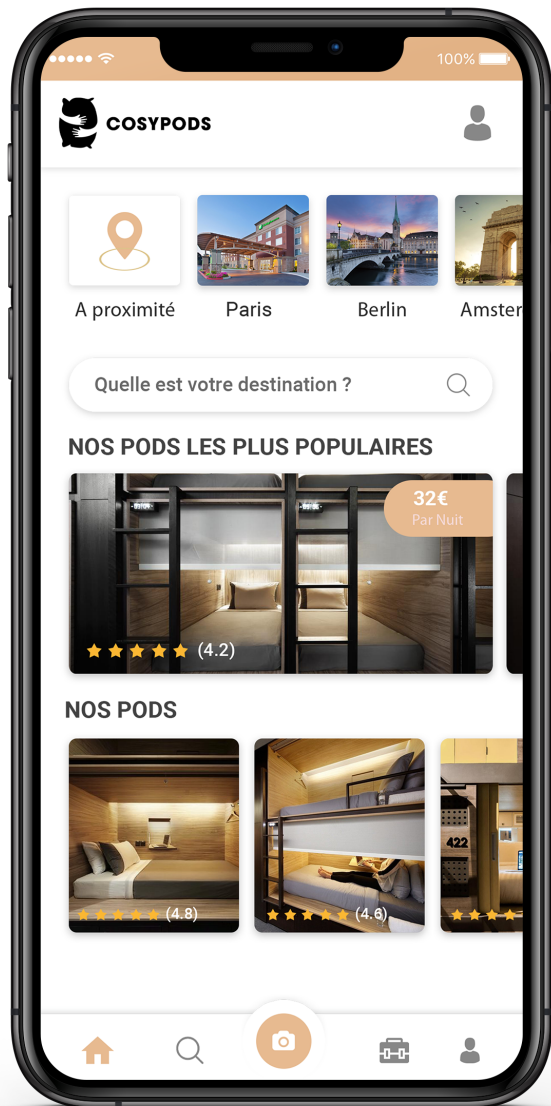 100%
COSYPODS
A proximité
Paris
Berlin
Amster
Quelle est votre destination ?
NOS PODS LES PLUS POPULAIRES
32€
Par Nuit
(4.2)
NOS PODS
422
(4.8)
(4.6)